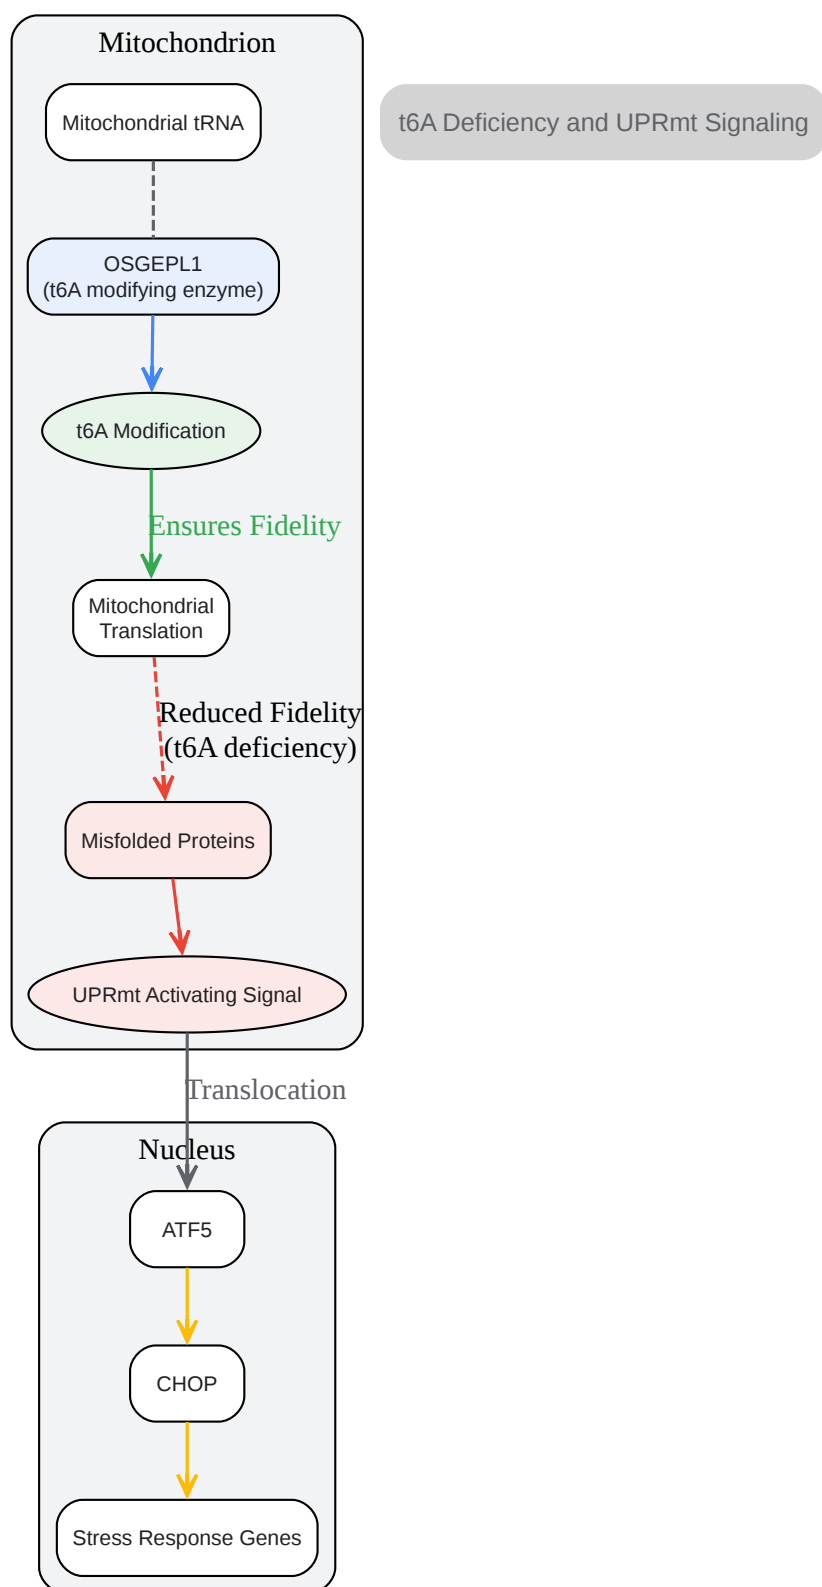 Mitochondrion
Mitochondrial tRNA
t6A Deficiency and UPRmt Signaling
OSGEPL1
(t6A modifying enzyme)
t6A Modification
Ensures Fidelity
Mitochondrial
Translation
Reduced Fidelity
(t6A deficiency)
Misfolded Proteins
UPRmt Activating Signal
Translocation
Nucleus
ATF5
CHOP
Stress Response Genes